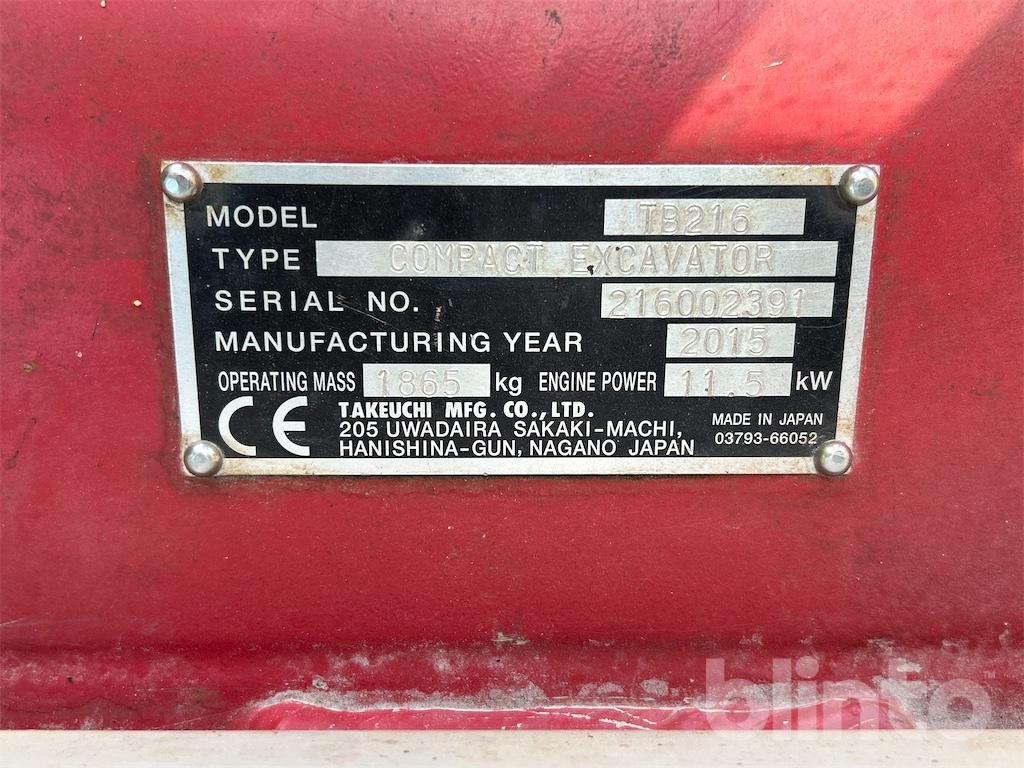 MODEL TB216
TYPE COMPACT EXCAVATOR
SERIAL NO. 216002391
MANUFACTURING YEAR 2015
OPERATING MASS 1865 kg ENGINE POWER 11.5 kW
CE TAKEUCHI MFG. CO.,LTD.
205 UWADAIRA SAKAKI-MACHI,
HANISHINA-GUN, NAGANO JAPAN
MADE IN JAPAN
03793-66052
blinto™